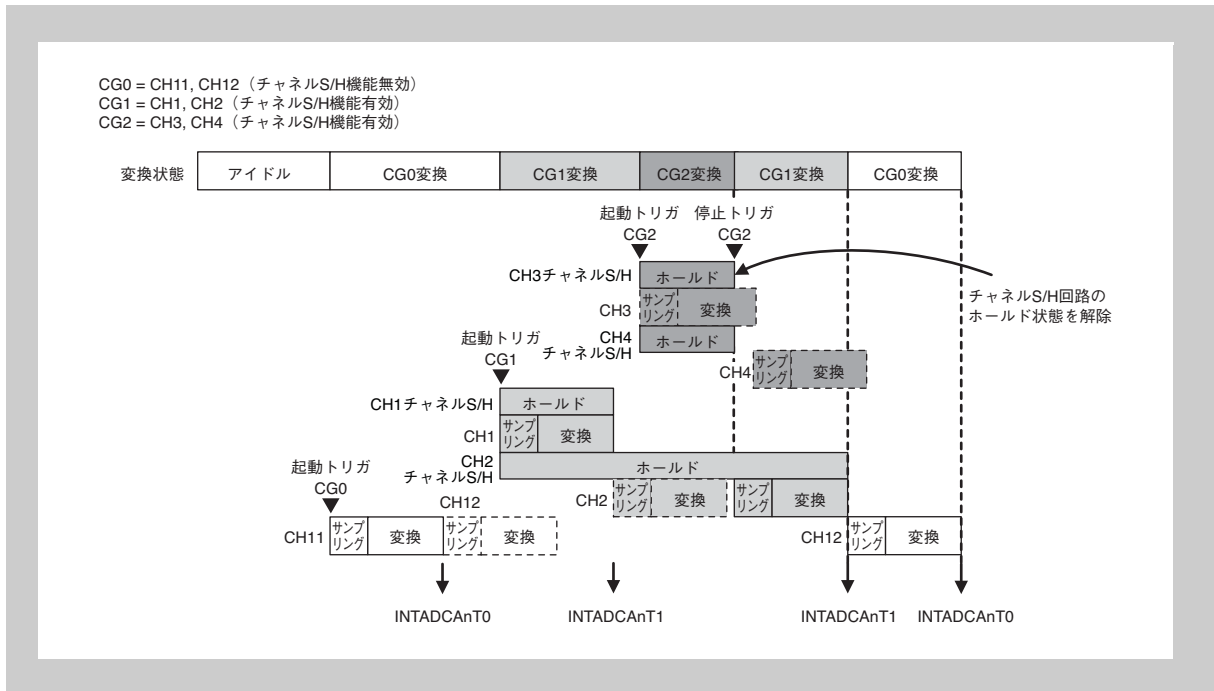 CG0 = CH11, CH12（チャネルS/H機能無効）
CG1 = CH1, CH2（チャネルS/H機能有効）
CG2 = CH3, CH4（チャネルS/H機能有効）
変換状態 アイドル CG0変換 CG1変換 CG2変換 CG1変換 CG0変換
起動トリガ 停止トリガ
CG2 CG2
CH3チャネルS/H ホールド
チャネルS/H回路の
ホールド状態を解除
CH3 サンプ
リング 変換
CH4
チャネルS/H ホールド
起動トリガ
CG1
CH4 サンプ
リング 変換
CH1チャネルS/H ホールド
CH1 サンプ
リング 変換
CH2
チャネルS/H ホールド
起動トリガ
CG0
CH2 サンプ
リング 変換 サンプ
リング 変換
CH12
CH11 サンプ
リング 変換 サンプ
リング 変換
CH12 サンプ
リング 変換
INTADCAnT0 INTADCAnT1 INTADCAnT1 INTADCAnT0